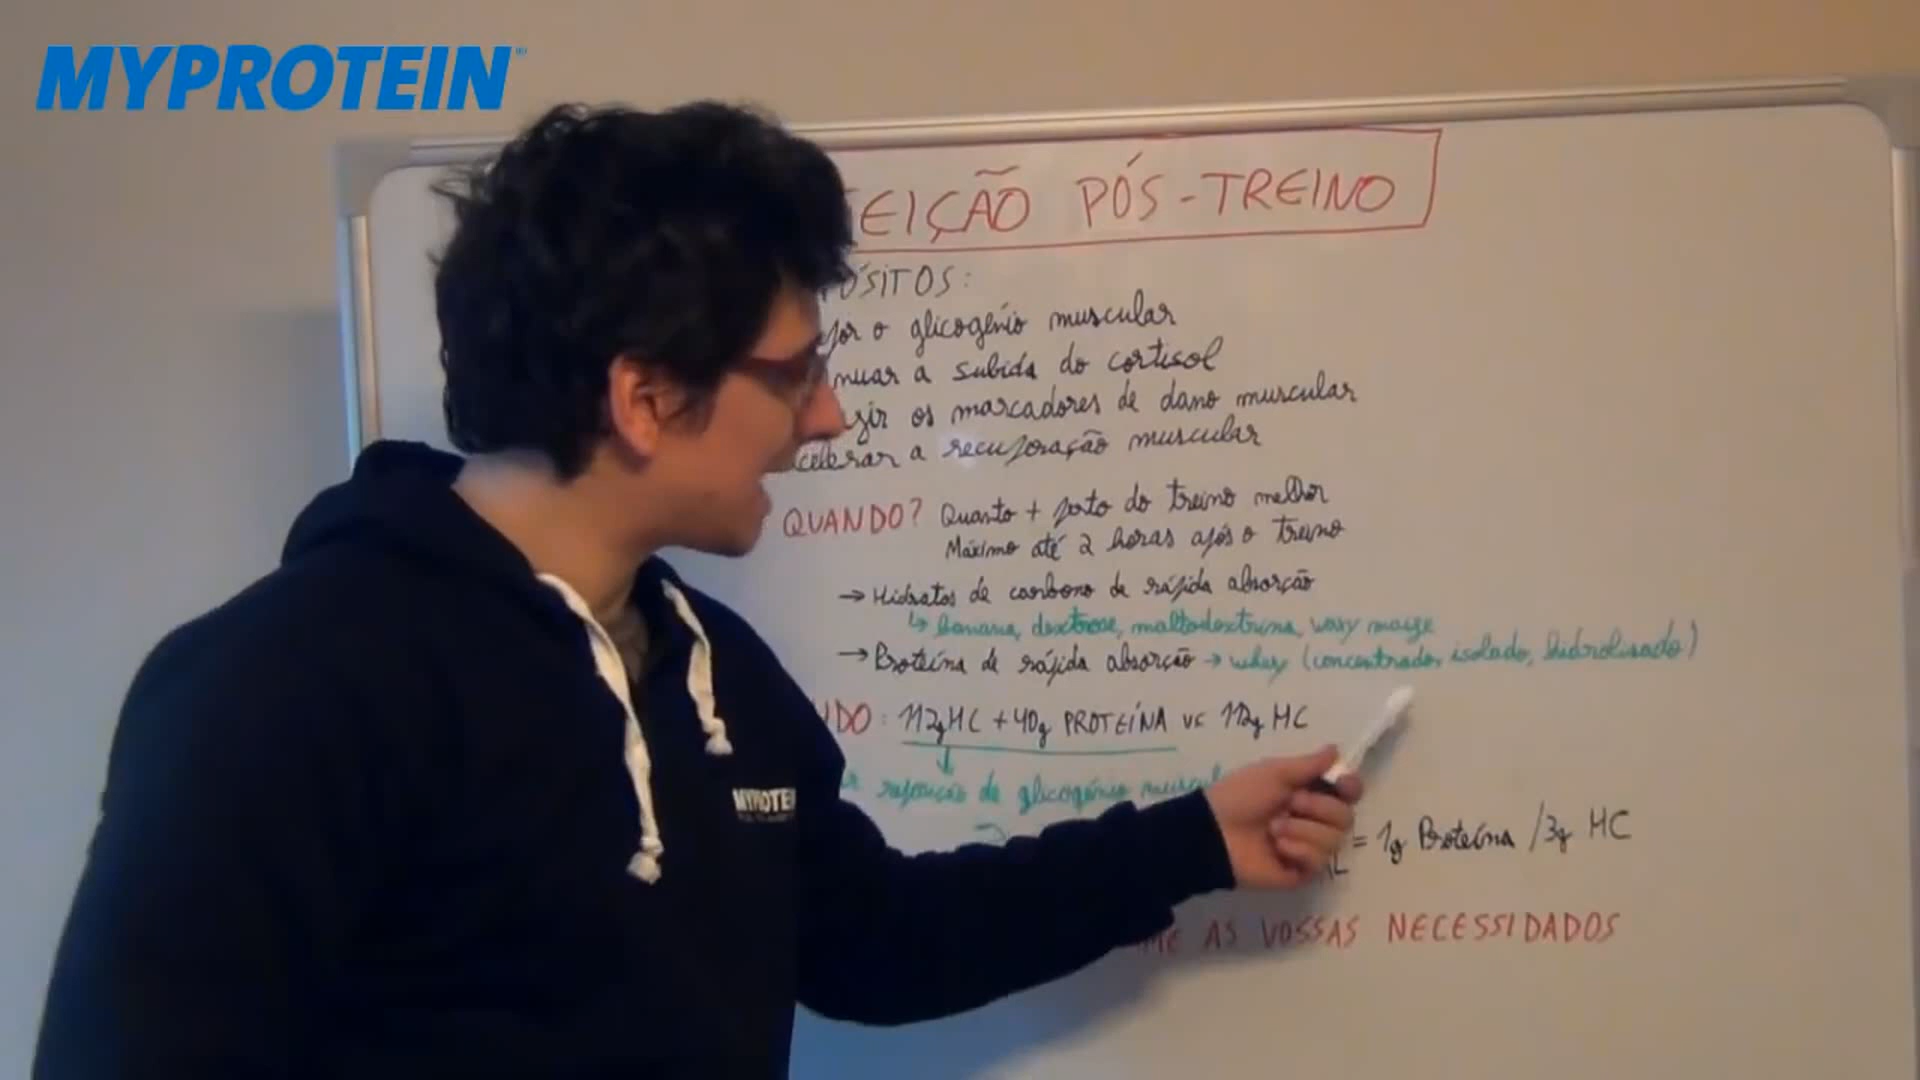 MYPROTEIN
EIÇÃO PÓS-TREINO
ÓSITOS:
o glicogénio muscular
nuar a subida do cortisol
zir os marcadores de dano muscular
celerar a recuperação muscular
QUANDO? Quanto + perto do treino melhor
Máximo até 2 horas após o treino
→ Hidratos de carbono de rápida absorção
↳ banana, dextrose, maltodextrina, waxy maize
→ Proteína de rápida absorção → whey (concentrado, isolado, hidrolisado)
DO: 112g HC + 40g PROTEÍNA vs 112g HC
reposição de glicogénio muscul
= 1g Proteína /3g HC
ME AS VOSSAS NECESSIDADOS
MYPROTEI